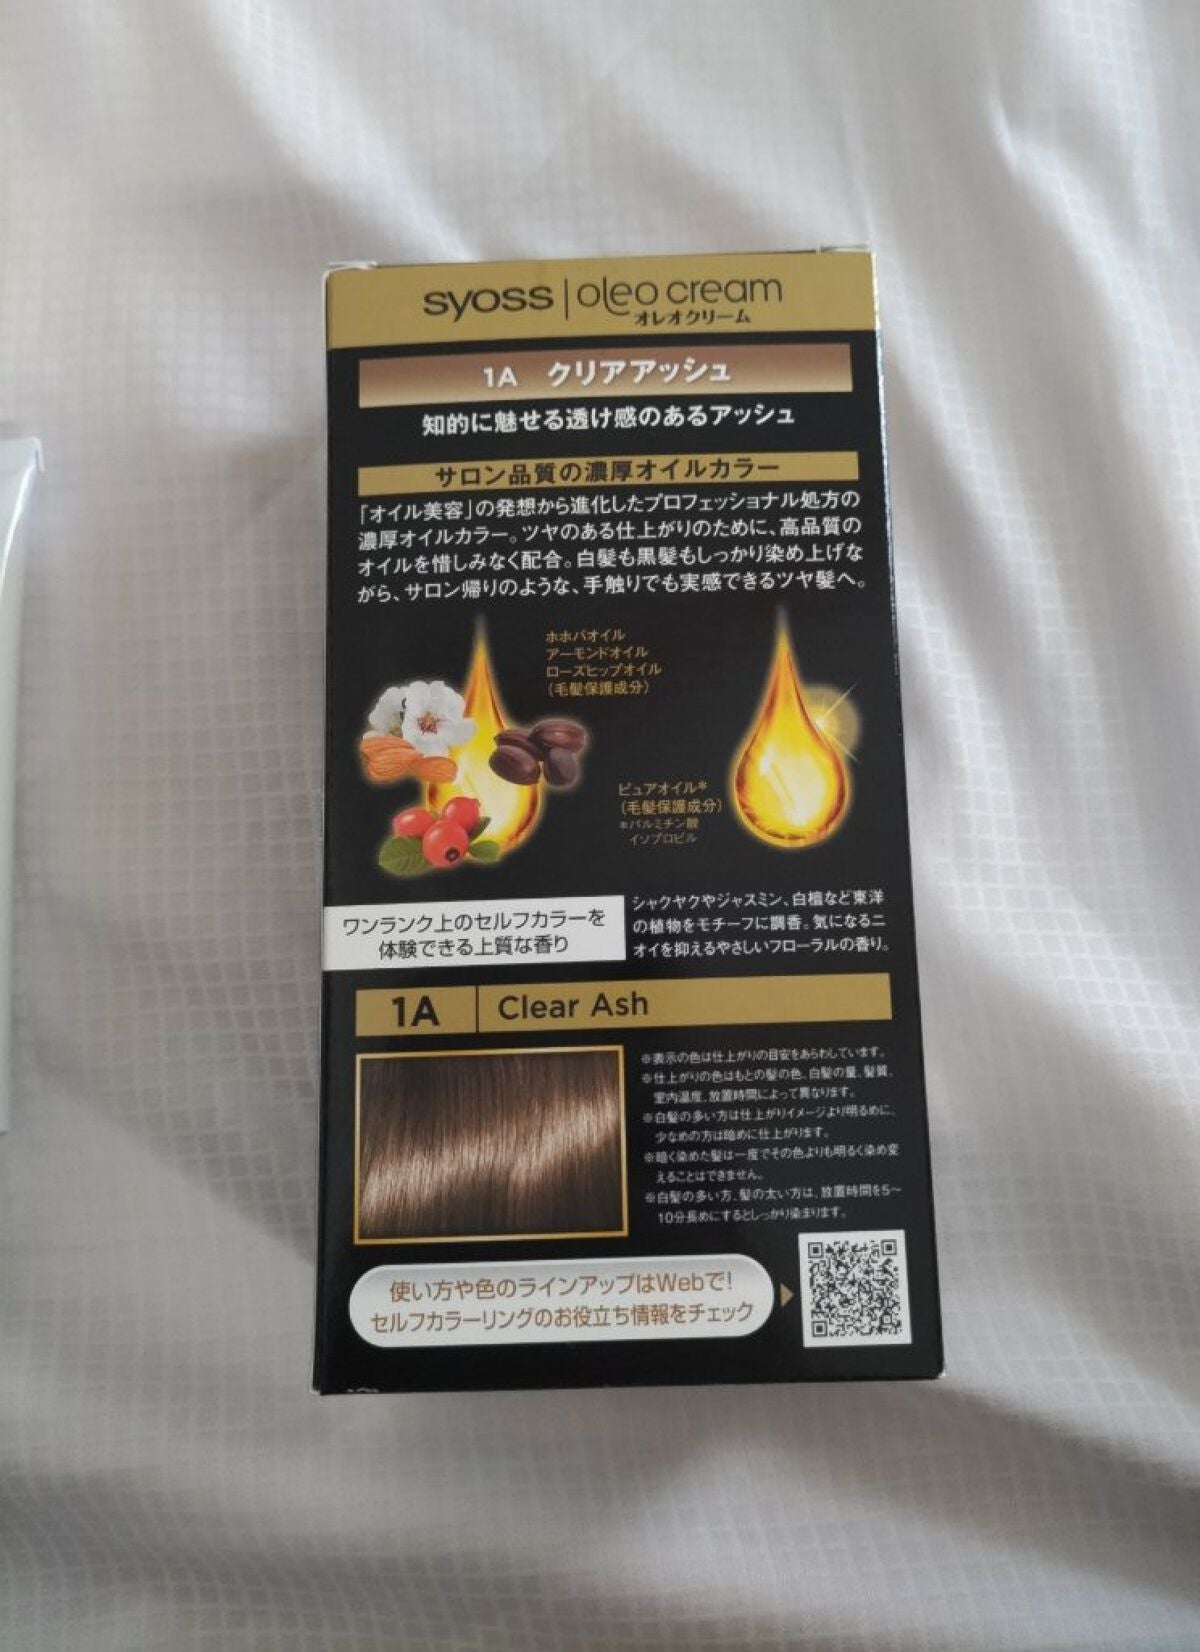 syoss | oleo cream
オレオクリーム
1A クリアアッシュ
知的に魅せる透け感のあるアッシュ
サロン品質の濃厚オイルカラー
「オイル美容」の発想から進化したプロフェッショナル処方の
濃厚オイルカラー。ツヤのある仕上がりのために、高品質の
オイルを惜しみなく配合。白髪も黒髪もしっかり染め上げな
がら、サロン帰りのような、手触りでも実感できるツヤ髪へ。
ホホバオイル
アーモンドオイル
ローズヒップオイル
(毛髪保護成分)
ピュアオイル*
(毛髪保護成分)
*パルミチン酸
イソプロピル
ワンランク上のセルフカラーを
体験できる上質な香り
シャクヤクやジャスミン、白檀など東洋
の植物をモチーフに調香。気になるニ
オイを抑えるやさしいフローラルの香り。
1A Clear Ash
※表示の色は仕上がりの目安をあらわしています。
※仕上がりの色はもとの髪の色、白髪の量、髪質、
室内温度、放置時間によって異なります。
※白髪の多い方は仕上がりイメージより明るめに、
少なめの方は暗めに仕上がります。
※暗く染めた髪は一度でその色よりも明るく染め変
えることはできません。
※白髪の多い方、髪の太い方は、放置時間を5〜
10分長めにするとしっかり染まります。
使い方や色のラインアップはWebで!
セルフカラーリングのお役立ち情報をチェック